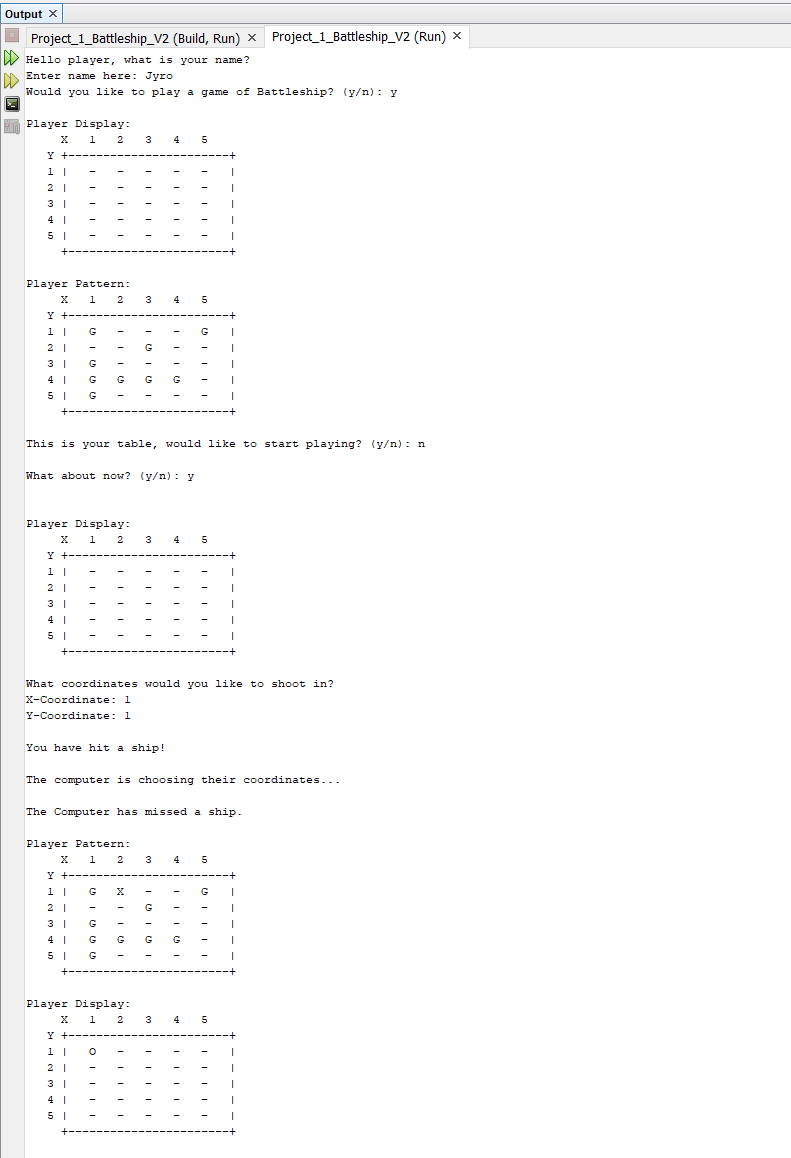 Output ×
Project_1_Battleship_V2 (Build, Run) × Project_1_Battleship_V2 (Run) ×
Hello player, what is your name?
Enter name here: Jyro
Would you like to play a game of Battleship? (y/n): y
Player Display:
     X   1   2   3   4   5
   Y +-----------------------+
   1 |   -   -   -   -   -   |
   2 |   -   -   -   -   -   |
   3 |   -   -   -   -   -   |
   4 |   -   -   -   -   -   |
   5 |   -   -   -   -   -   |
     +-----------------------+
Player Pattern:
     X   1   2   3   4   5
   Y +-----------------------+
   1 |   G   -   -   -   G   |
   2 |   -   -   G   -   -   |
   3 |   G   -   -   -   -   |
   4 |   G   G   G   G   -   |
   5 |   G   -   -   -   -   |
     +-----------------------+
This is your table, would like to start playing? (y/n): n
What about now? (y/n): y
Player Display:
     X   1   2   3   4   5
   Y +-----------------------+
   1 |   -   -   -   -   -   |
   2 |   -   -   -   -   -   |
   3 |   -   -   -   -   -   |
   4 |   -   -   -   -   -   |
   5 |   -   -   -   -   -   |
     +-----------------------+
What coordinates would you like to shoot in?
X-Coordinate: 1
Y-Coordinate: 1
You have hit a ship!
The computer is choosing their coordinates...
The Computer has missed a ship.
Player Pattern:
     X   1   2   3   4   5
   Y +-----------------------+
   1 |   G   X   -   -   G   |
   2 |   -   -   G   -   -   |
   3 |   G   -   -   -   -   |
   4 |   G   G   G   G   -   |
   5 |   G   -   -   -   -   |
     +-----------------------+
Player Display:
     X   1   2   3   4   5
   Y +-----------------------+
   1 |   O   -   -   -   -   |
   2 |   -   -   -   -   -   |
   3 |   -   -   -   -   -   |
   4 |   -   -   -   -   -   |
   5 |   -   -   -   -   -   |
     +-----------------------+